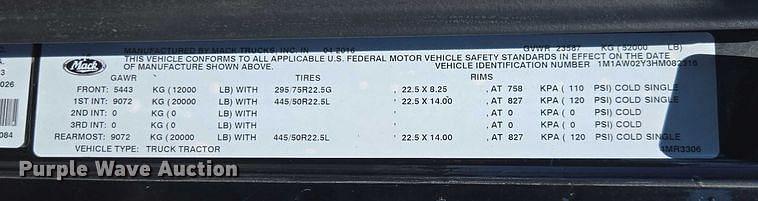 MANUFACTURED BY MACK TRUCKS, INC. IN 04 2016 GVWR 23587 KG (52000 LB)
THIS VEHICLE CONFORMS TO ALL APPLICABLE U.S. FEDERAL MOTOR VEHICLE SAFETY STANDARDS IN EFFECT ON THE DATE
OF MANUFACTURE SHOWN ABOVE. VEHICLE IDENTIFICATION NUMBER 1M1AW02Y3HM082316
Mack
GAWR TIRES RIMS
FRONT: 5443 KG (12000 LB) WITH 295/75R22.5G 22.5 X 8.25 , AT 758 KPA ( 110 PSI) COLD SINGLE
1ST INT: 9072 KG (20000 LB) WITH 445/50R22.5L 22.5 X 14.00 , AT 827 KPA ( 120 PSI) COLD SINGLE
2ND INT: 0 KG ( 0 LB) WITH , AT 0 KPA ( 0 PSI) COLD
3RD INT: 0 KG ( 0 LB) WITH , AT 0 KPA ( 0 PSI) COLD
REARMOST: 9072 KG (20000 LB) WITH 445/50R22.5L 22.5 X 14.00 , AT 827 KPA ( 120 PSI) COLD SINGLE
VEHICLE TYPE: TRUCK TRACTOR 1MR3306
3
026
084
Purple Wave Auction